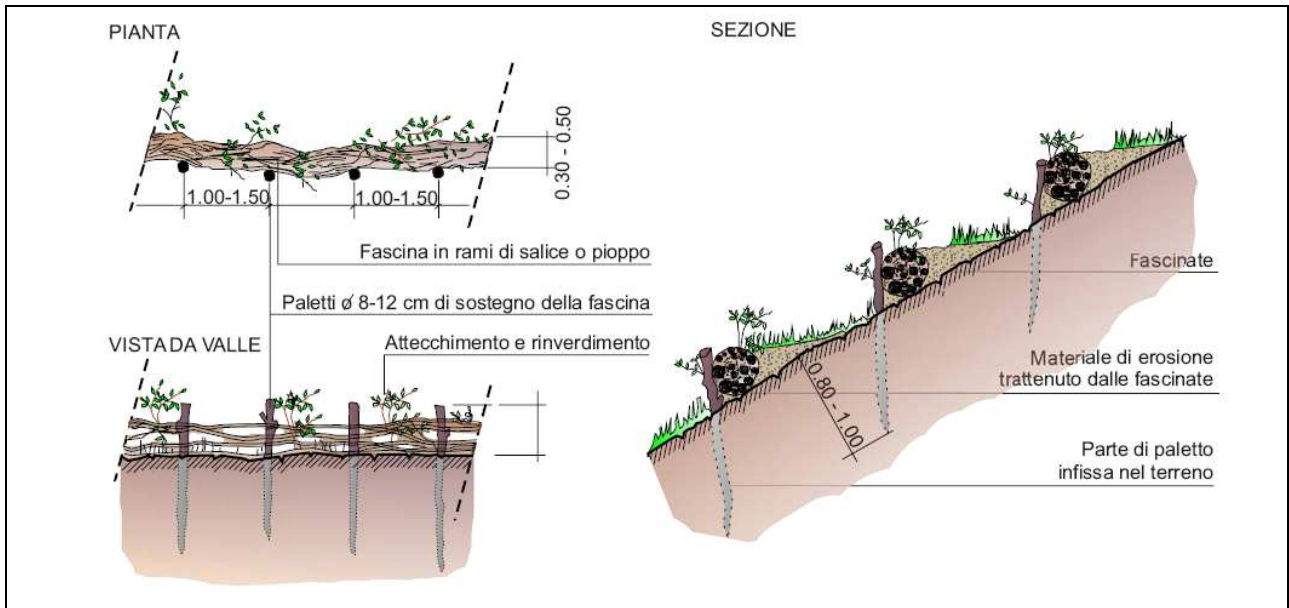 PIANTA
0.30 - 0.50
1.00-1.50
1.00-1.50
Fascina in rami di salice o pioppo
Paletti ø 8-12 cm di sostegno della fascina
VISTA DA VALLE
Attecchimento e rinverdimento
SEZIONE
Fascinate
Materiale di erosione
trattenuto dalle fascinate
0.80 - 1.00
Parte di paletto
infissa nel terreno